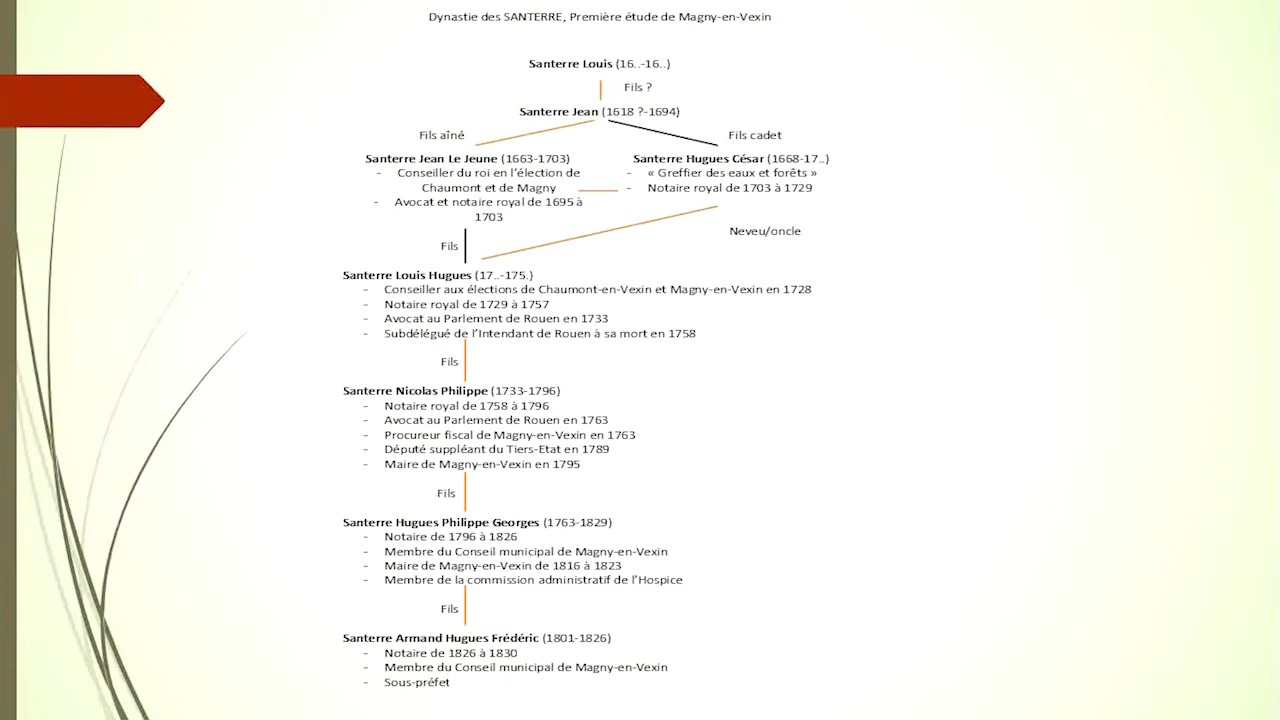 Dynastie des SANTERRE, Première étude de Magny-en-Vexin
Santerre Louis (16..-16..)
Fils ?
Santerre Jean (1618 ?-1694)
Fils aîné
Fils cadet
Santerre Jean Le Jeune (1663-1703)
- Conseiller du roi en l'élection de
Chaumont et de Magny
- Avocat et notaire royal de 1695 à
1703
Santerre Hugues César (1668-17..)
- « Greffier des eaux et forêts »
- Notaire royal de 1703 à 1729
Neveu/oncle
Fils
Santerre Louis Hugues (17..-175.)
- Conseiller aux élections de Chaumont-en-Vexin et Magny-en-Vexin en 1728
- Notaire royal de 1729 à 1757
- Avocat au Parlement de Rouen en 1733
- Subdélégué de l'Intendant de Rouen à sa mort en 1758
Fils
Santerre Nicolas Philippe (1733-1796)
- Notaire royal de 1758 à 1796
- Avocat au Parlement de Rouen en 1763
- Procureur fiscal de Magny-en-Vexin en 1763
- Député suppléant du Tiers-Etat en 1789
- Maire de Magny-en-Vexin en 1795
Fils
Santerre Hugues Philippe Georges (1763-1829)
- Notaire de 1796 à 1826
- Membre du Conseil municipal de Magny-en-Vexin
- Maire de Magny-en-Vexin de 1816 à 1823
- Membre de la commission administratif de l'Hospice
Fils
Santerre Armand Hugues Frédéric (1801-1826)
- Notaire de 1826 à 1830
- Membre du Conseil municipal de Magny-en-Vexin
- Sous-préfet